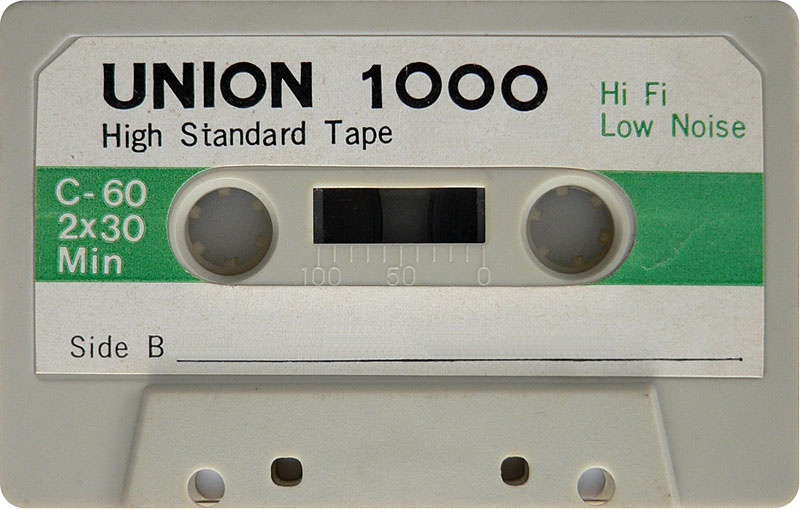 UNION 1000
High Standard Tape
Hi Fi
Low Noise
C-60
2x30
Min
100 50 0
Side B